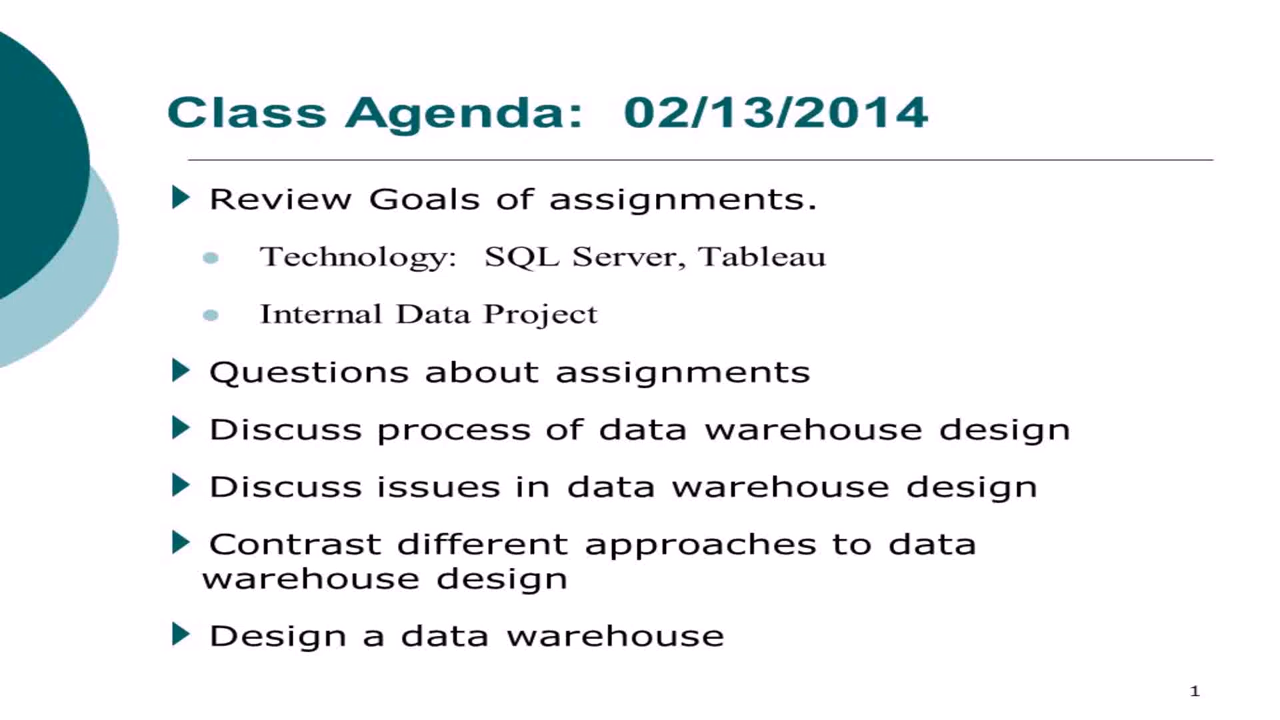 Class Agenda: 02/13/2014
Review Goals of assignments.
Technology: SQL Server, Tableau
Internal Data Project
Questions about assignments
Discuss process of data warehouse design
Discuss issues in data warehouse design
Contrast different approaches to data
warehouse design
Design a data warehouse
1